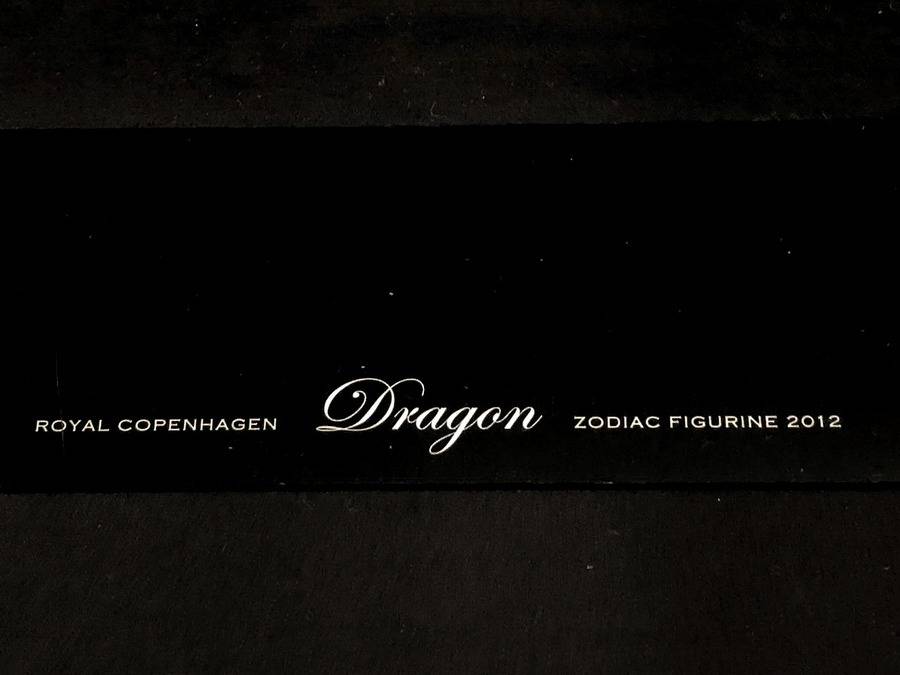 ROYAL COPENHAGEN Dragon ZODIAC FIGURINE 2012